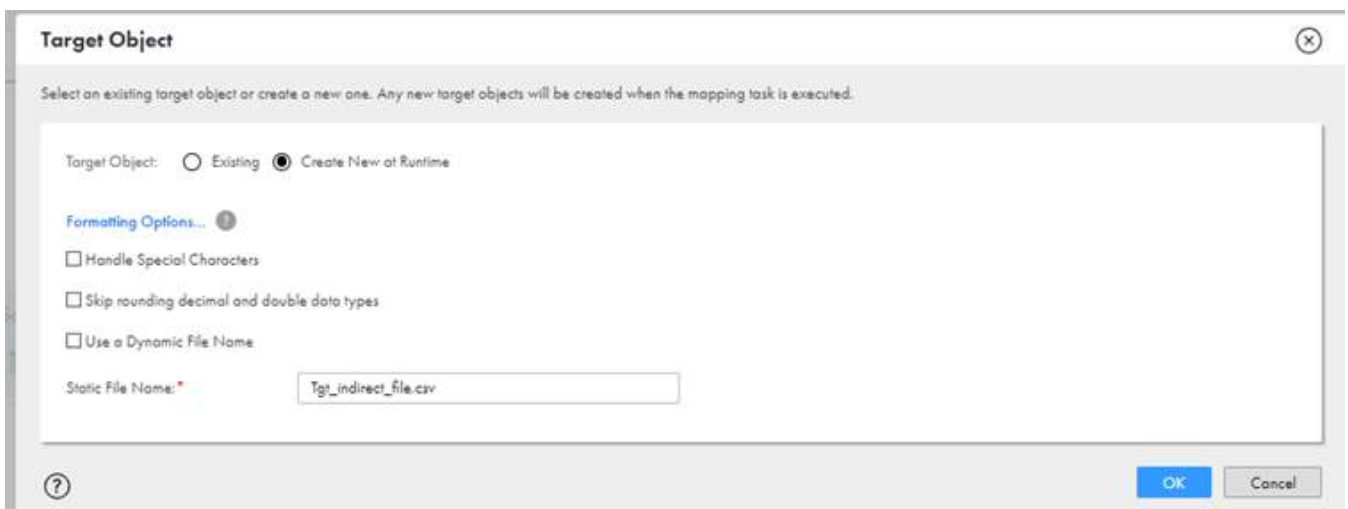 Target Object
Select an existing target object or create a new one. Any new target objects will be created when the mapping task is executed.
Target Object: Existing Create New at Runtime
Formatting Options... ?
Handle Special Characters
Skip rounding decimal and double data types
Use a Dynamic File Name
Static File Name:* Tgt_indirect_file.csv
? OK Cancel